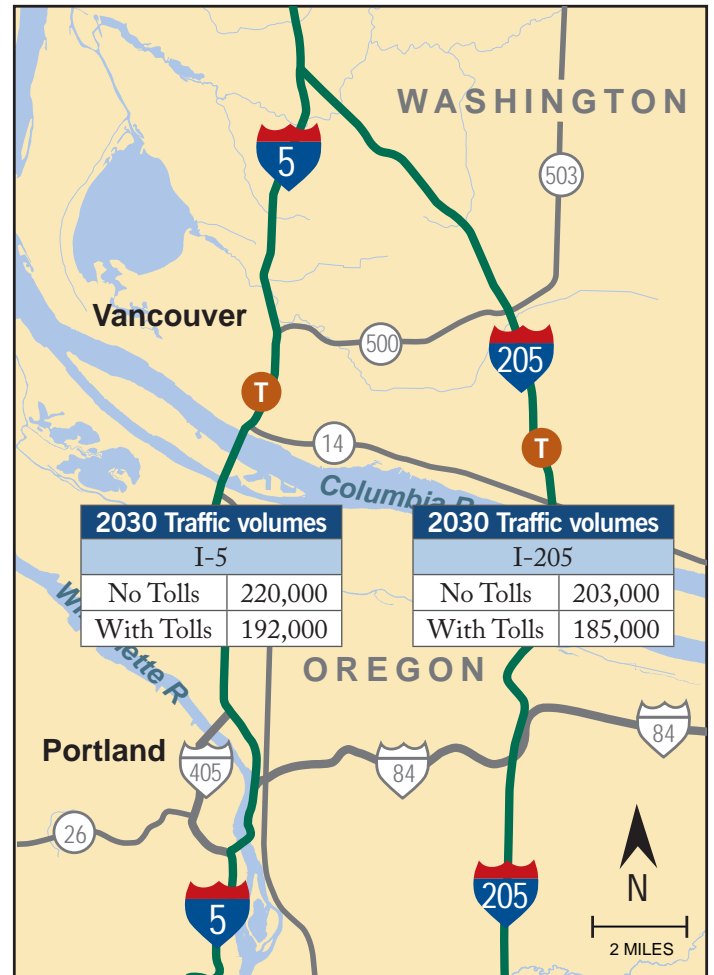 WASHINGTON
5
503
Vancouver
500
205
T
14
T
Columbia
2030 Traffic volumes
I-5
No Tolls 220,000
With Tolls 192,000
2030 Traffic volumes
I-205
No Tolls 203,000
With Tolls 185,000
OREGON
ette R
Portland
405
84
84
26
5
205
N
2 MILES